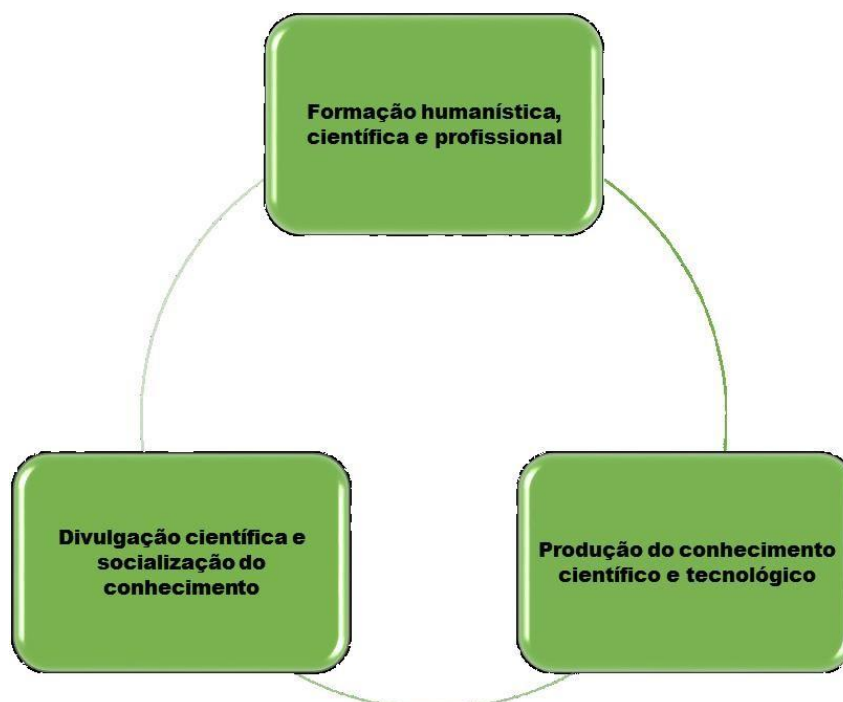 Formação humanística,
científica e profissional
Divulgação científica e
socialização do
conhecimento
Produção do conhecimento
científico e tecnológico